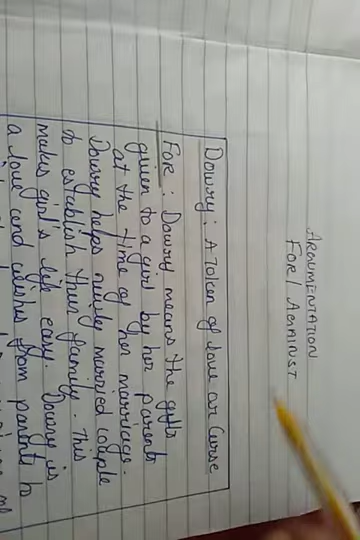 ARGUMENTATION
FOR / AGAINST
Dowry : A token of love or Curse
For : Dowry means the gifts
given to a girl by her parents
at the time of her marriage.
Dowry helps newly married couple
to establish their family. This
makes girl's life easy. Dowry is
a love and wishes from parents to